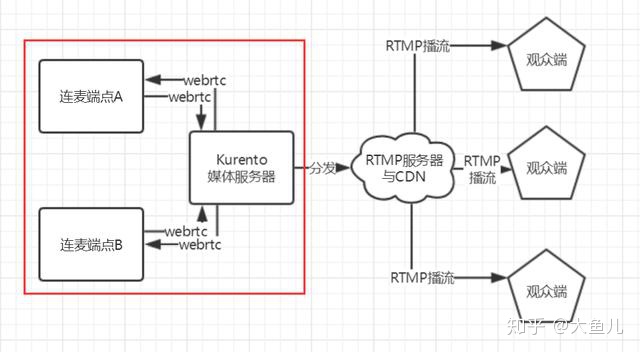 RTMP播流
观众端
连麦端点A
webrtc
webrtc
Kurento
媒体服务器
分发
RTMP服务器
与CDN
RTMP
播流
观众端
连麦端点B
webrtc
webrtc
RTMP播流
观众端
知乎 @大鱼儿